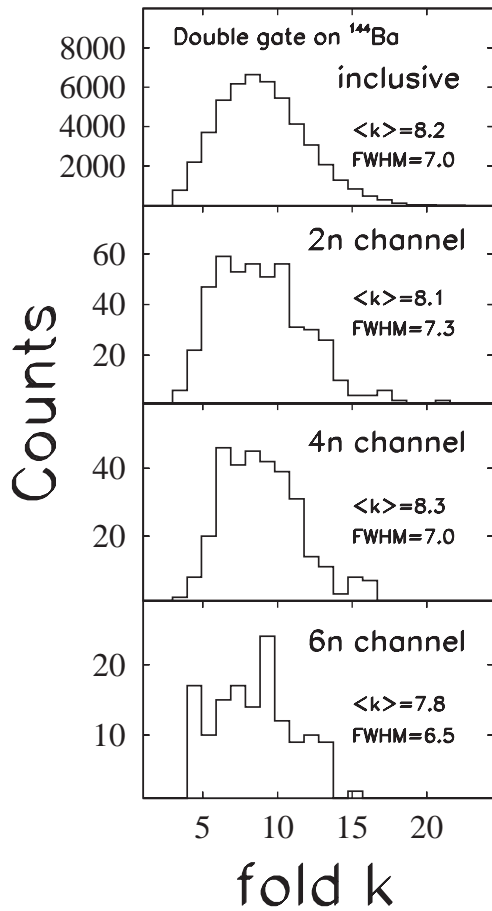 Double gate on ¹⁴⁴Ba
inclusive
<k>=8.2
FWHM=7.0
8000
6000
4000
2000
2n channel
<k>=8.1
FWHM=7.3
60
40
20
4n channel
<k>=8.3
FWHM=7.0
40
20
6n channel
<k>=7.8
FWHM=6.5
20
10
Counts
5 10 15 20
fold k